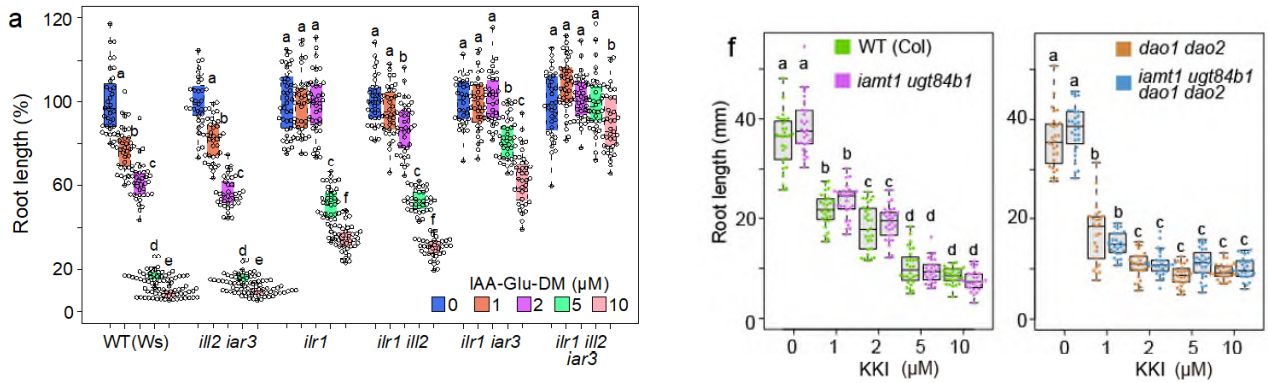 a
Root length (%)
120
100
60
20
0
a b c d e
a b c d e
a a a c f
a a b c f
a a a b c
a a a a b
IAA-Glu-DM (µM)
0 1 2 5 10
WT(Ws) ill2 iar3 ilr1 ilr1 ill2 ilr1 iar3 ilr1 ill2
iar3
f
Root length (mm)
40
20
0
WT (Col)
iamt1 ugt84b1
a a b b c c d d d d
0 1 2 5 10
KKI (µM)
40
20
0
dao1 dao2
iamt1 ugt84b1
dao1 dao2
a a b b c c c c c c
0 1 2 5 10
KKI (µM)